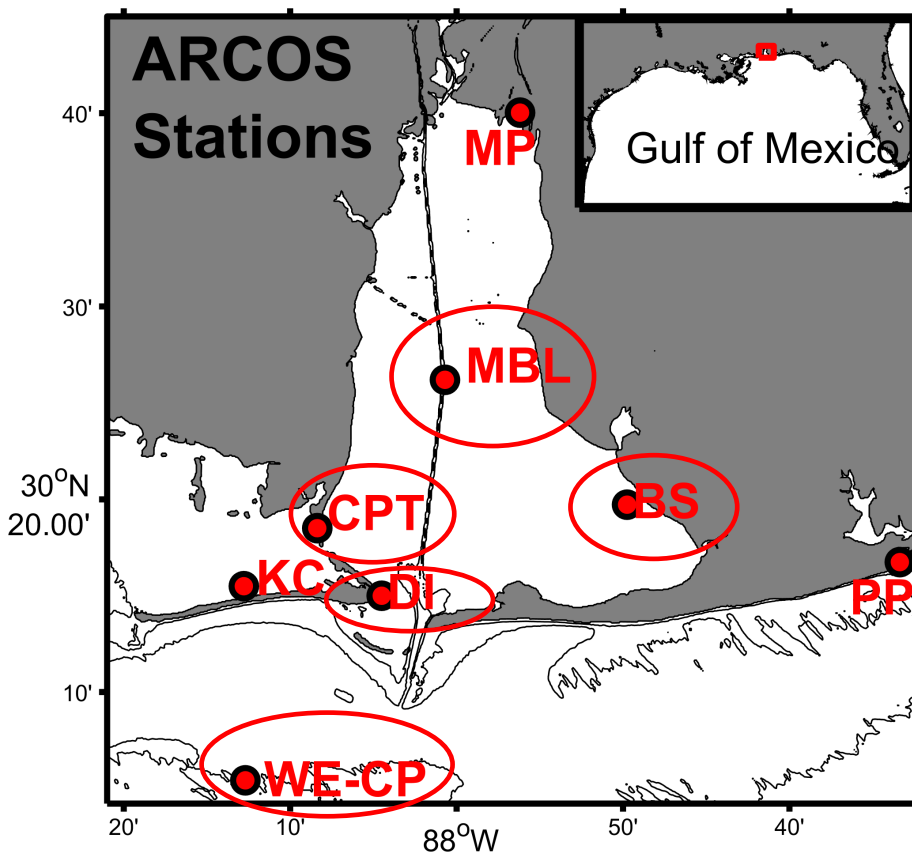 ARCOS
Stations
Gulf of Mexico
MP
MBL
CPT
BS
KC
DI
PP
WE-CP
40'
30'
30°N
20.00'
10'
20'
10'
88°W
50'
40'